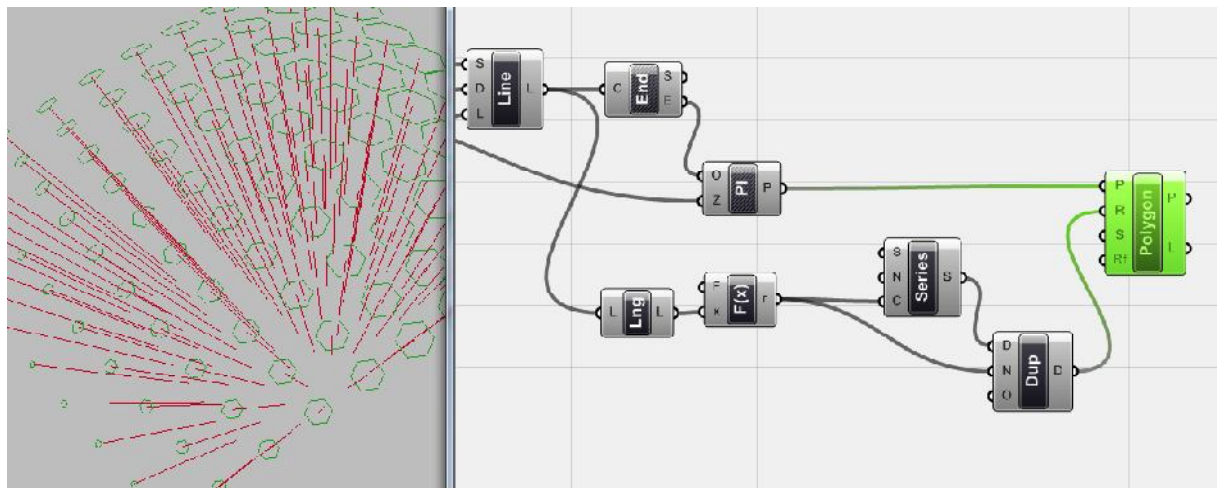 S
D
L
Line
L
C
End
S
E
O
Z
Pl
P
L
Lng
L
F
x
F(x)
r
S
N
C
Series
S
D
N
O
Dup
D
P
R
S
Rf
Polygon
P
L